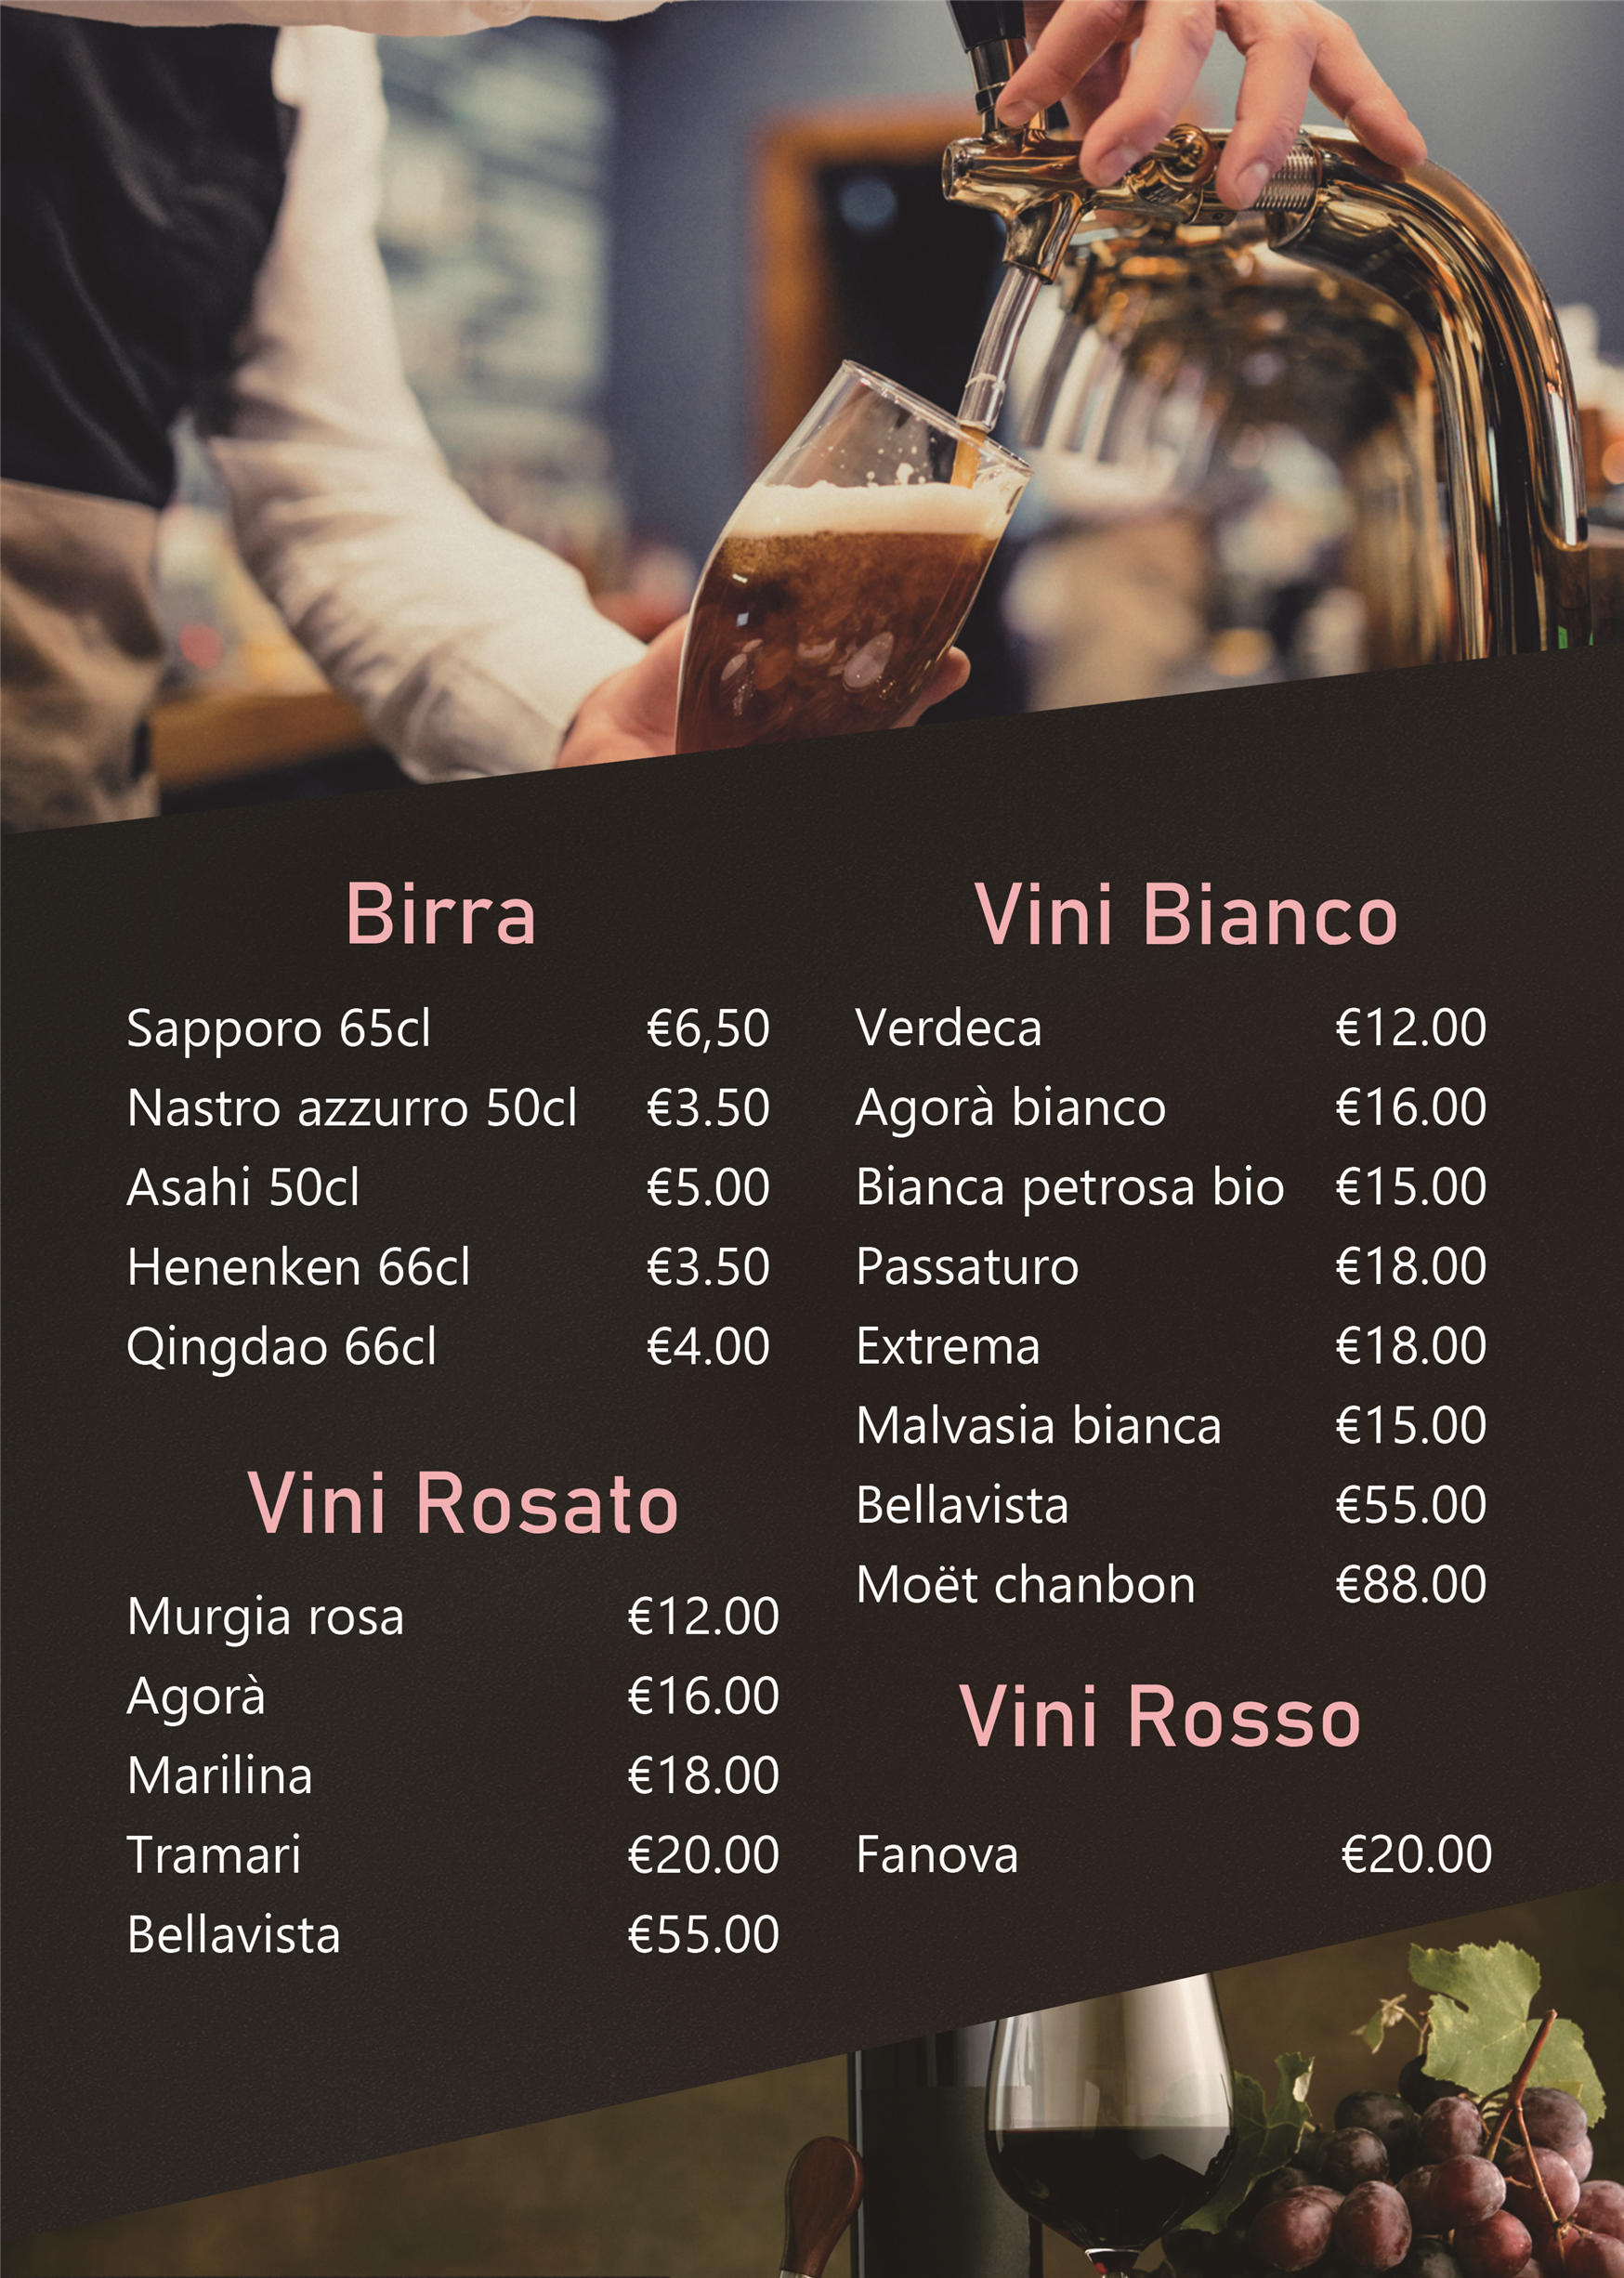 Birra
Sapporo 65cl €6,50
Nastro azzurro 50cl €3.50
Asahi 50cl €5.00
Henenken 66cl €3.50
Qingdao 66cl €4.00
Vini Rosato
Murgia rosa €12.00
Agorà €16.00
Marilina €18.00
Tramari €20.00
Bellavista €55.00
Vini Bianco
Verdeca €12.00
Agorà bianco €16.00
Bianca petrosa bio €15.00
Passaturo €18.00
Extrema €18.00
Malvasia bianca €15.00
Bellavista €55.00
Moët chanbon €88.00
Vini Rosso
Fanova €20.00